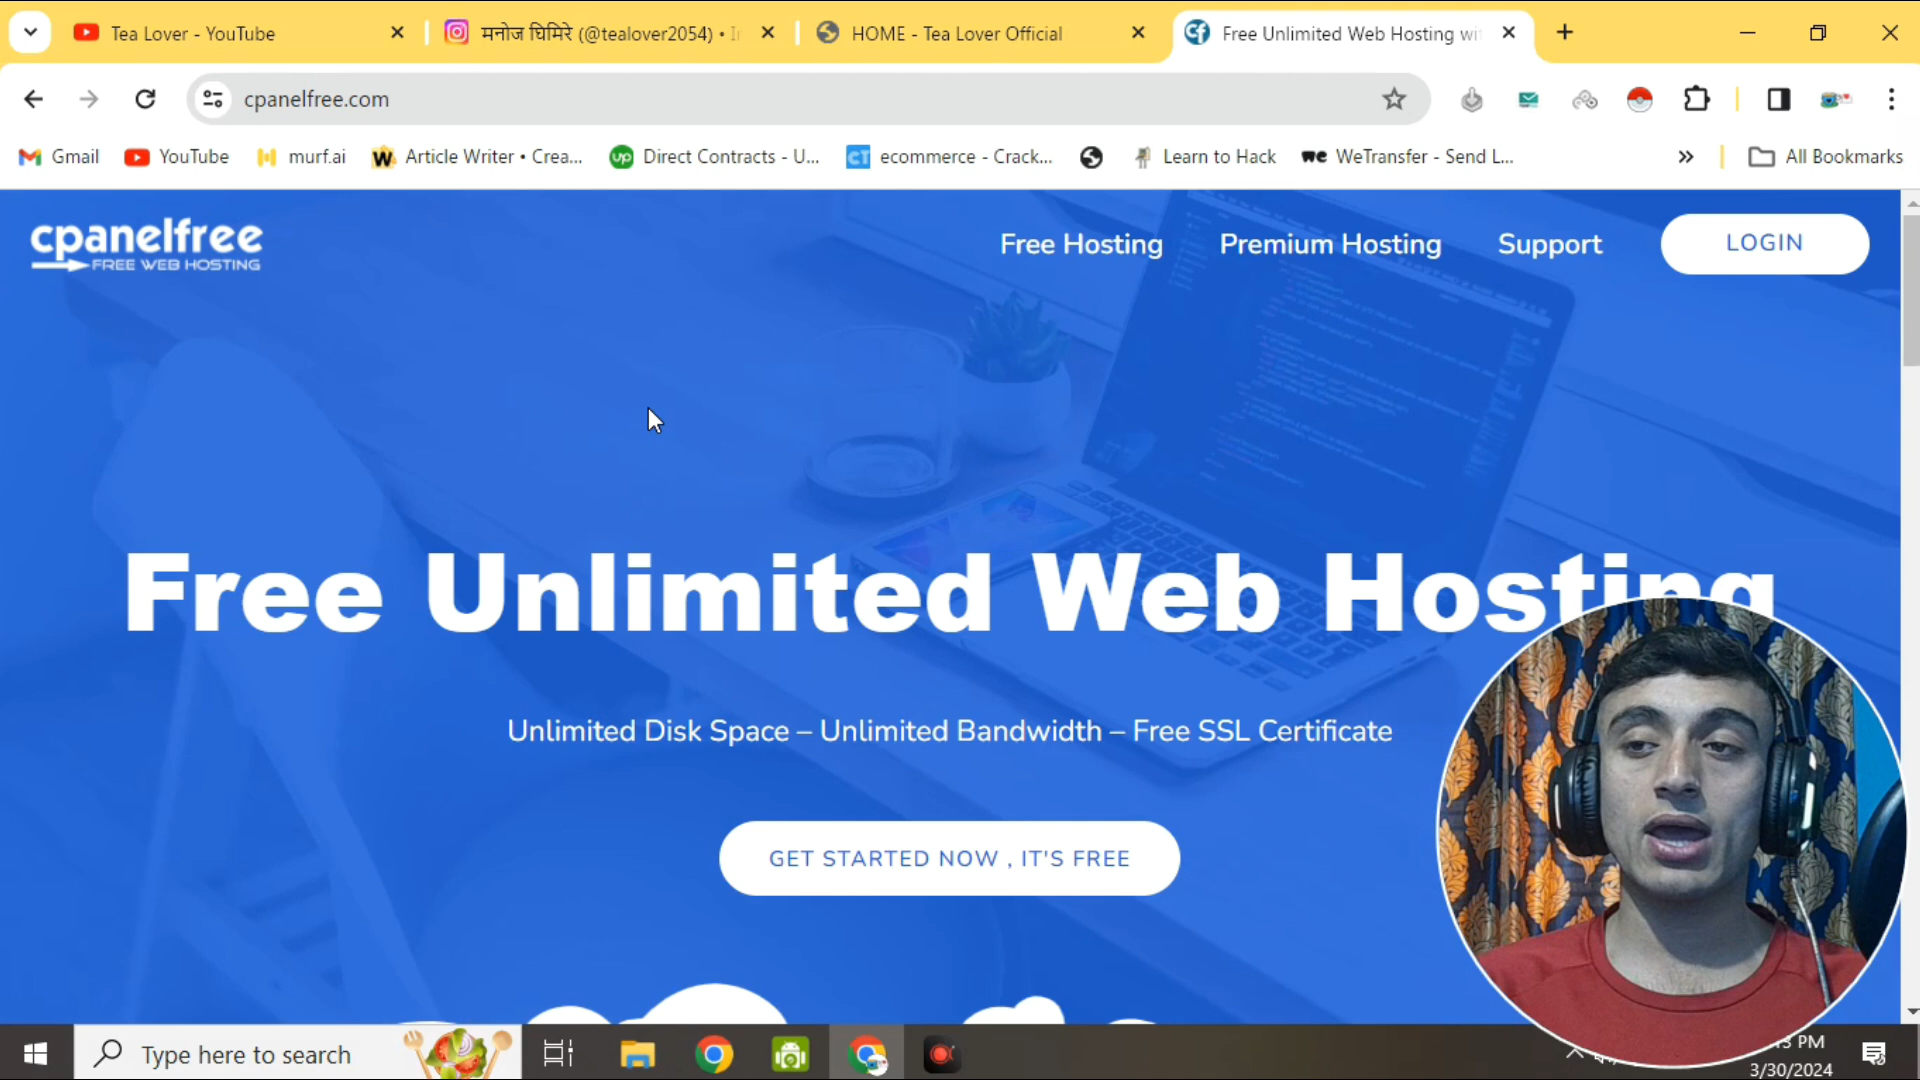 Tea Lover - YouTube
मनोज घिमिरे (@tealover2054) •
HOME - Tea Lover Official
Free Unlimited Web Hosting wi
cpanelfree.com
Gmail
YouTube
murf.ai
Article Writer • Crea...
up
Direct Contracts - U...
CT
ecommerce - Crack...
Learn to Hack
we
WeTransfer - Send L...
All Bookmarks
cpanelfree
FREE WEB HOSTING
Free Hosting
Premium Hosting
Support
LOGIN
Free Unlimited Web Hosting
Unlimited Disk Space – Unlimited Bandwidth – Free SSL Certificate
GET STARTED NOW , IT'S FREE
Type here to search
PM
3/30/2024